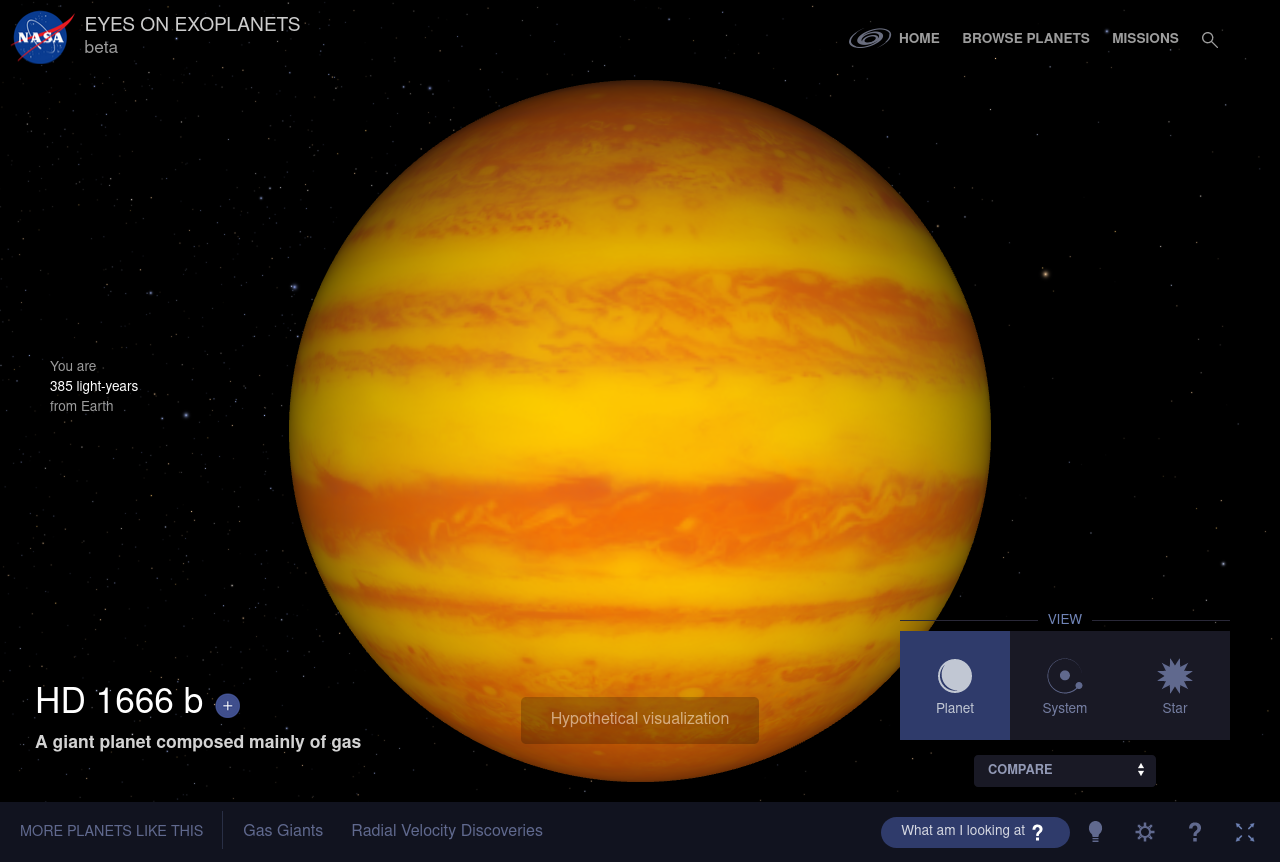 NASA
EYES ON EXOPLANETS
beta
HOME
BROWSE PLANETS
MISSIONS
You are
385 light-years
from Earth
VIEW
Planet
System
Star
HD 1666 b +
A giant planet composed mainly of gas
Hypothetical visualization
COMPARE
MORE PLANETS LIKE THIS
Gas Giants
Radial Velocity Discoveries
What am I looking at ?
?